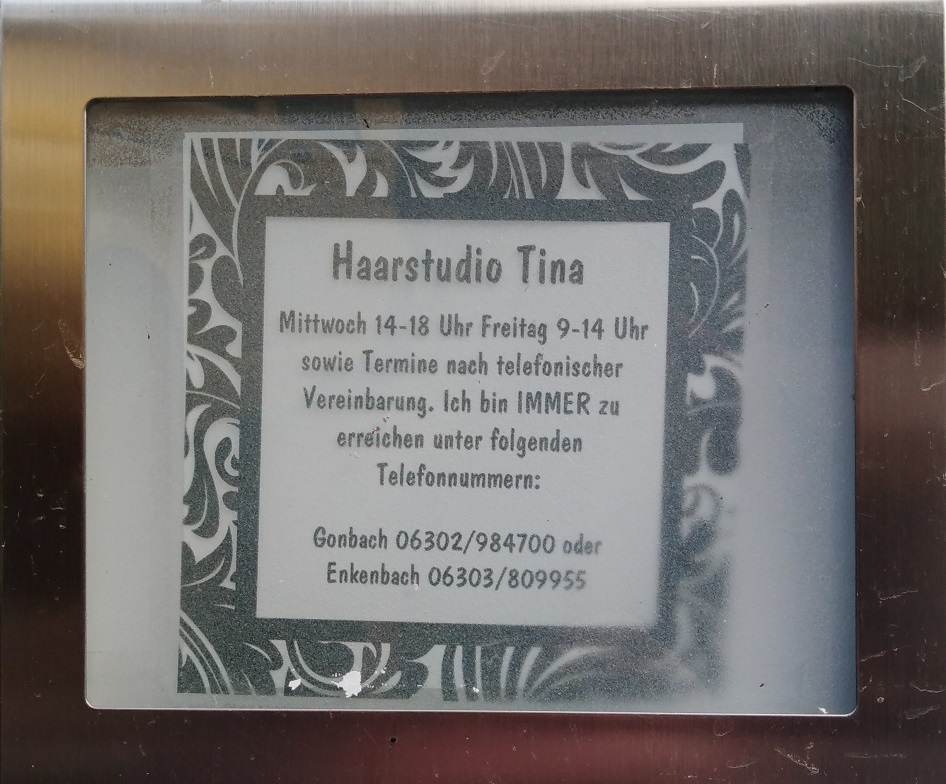 Haarstudio Tina
Mittwoch 14-18 Uhr Freitag 9-14 Uhr
sowie Termine nach telefonischer
Vereinbarung. Ich bin IMMER zu
erreichen unter folgenden
Telefonnummern:
Gonbach 06302/984700 oder
Enkenbach 06303/809955